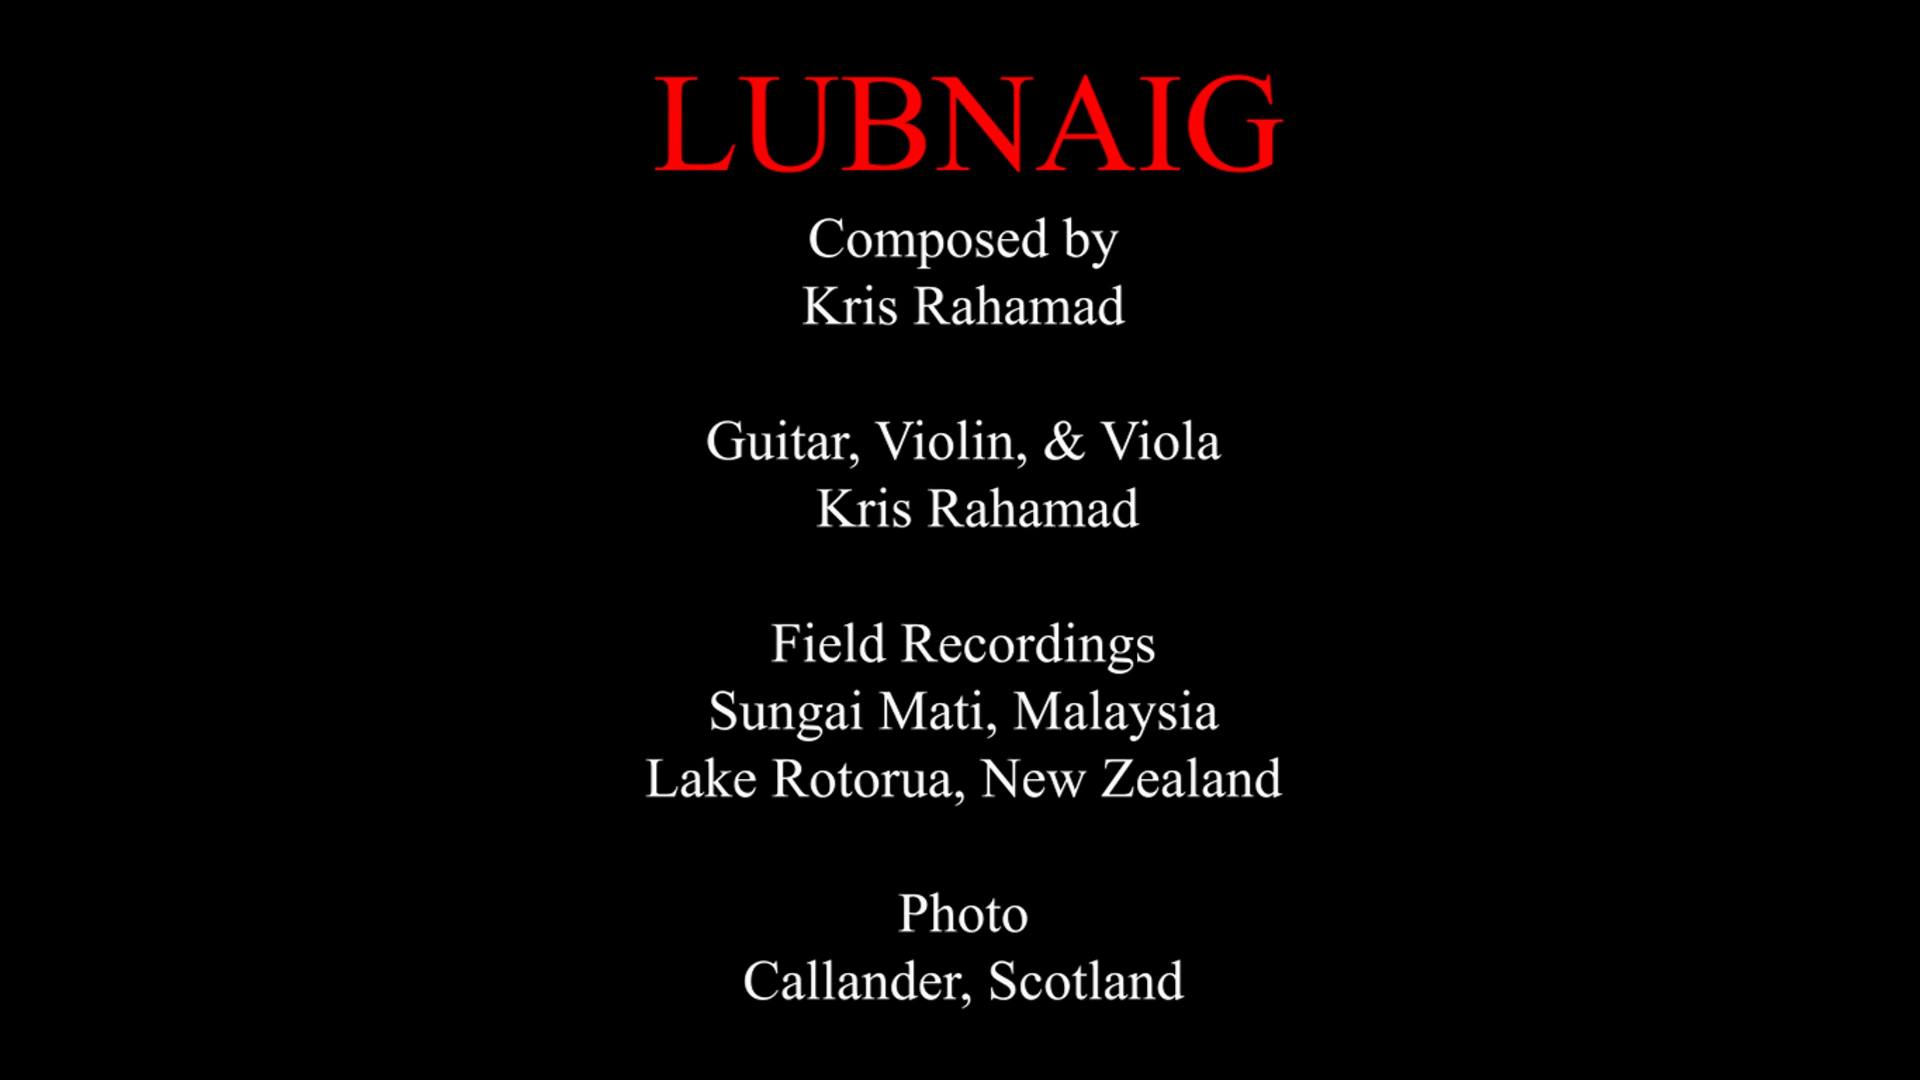 LUBNAIG
Composed by
Kris Rahamad
Guitar, Violin, & Viola
Kris Rahamad
Field Recordings
Sungai Mati, Malaysia
Lake Rotorua, New Zealand
Photo
Callander, Scotland